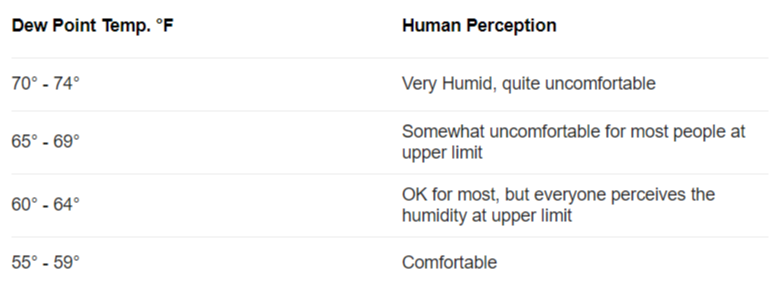 Dew Point Temp. °F Human Perception
70° - 74° Very Humid, quite uncomfortable
65° - 69° Somewhat uncomfortable for most people at
upper limit
60° - 64° OK for most, but everyone perceives the
humidity at upper limit
55° - 59° Comfortable